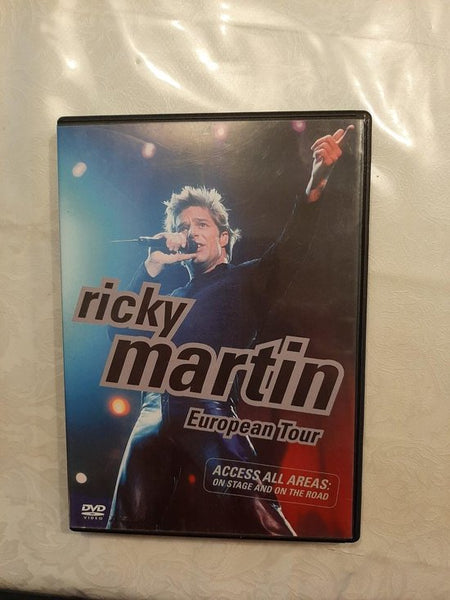 ricky
martin
European Tour
ACCESS ALL AREAS:
ON STAGE AND ON THE ROAD
DVD
VIDEO